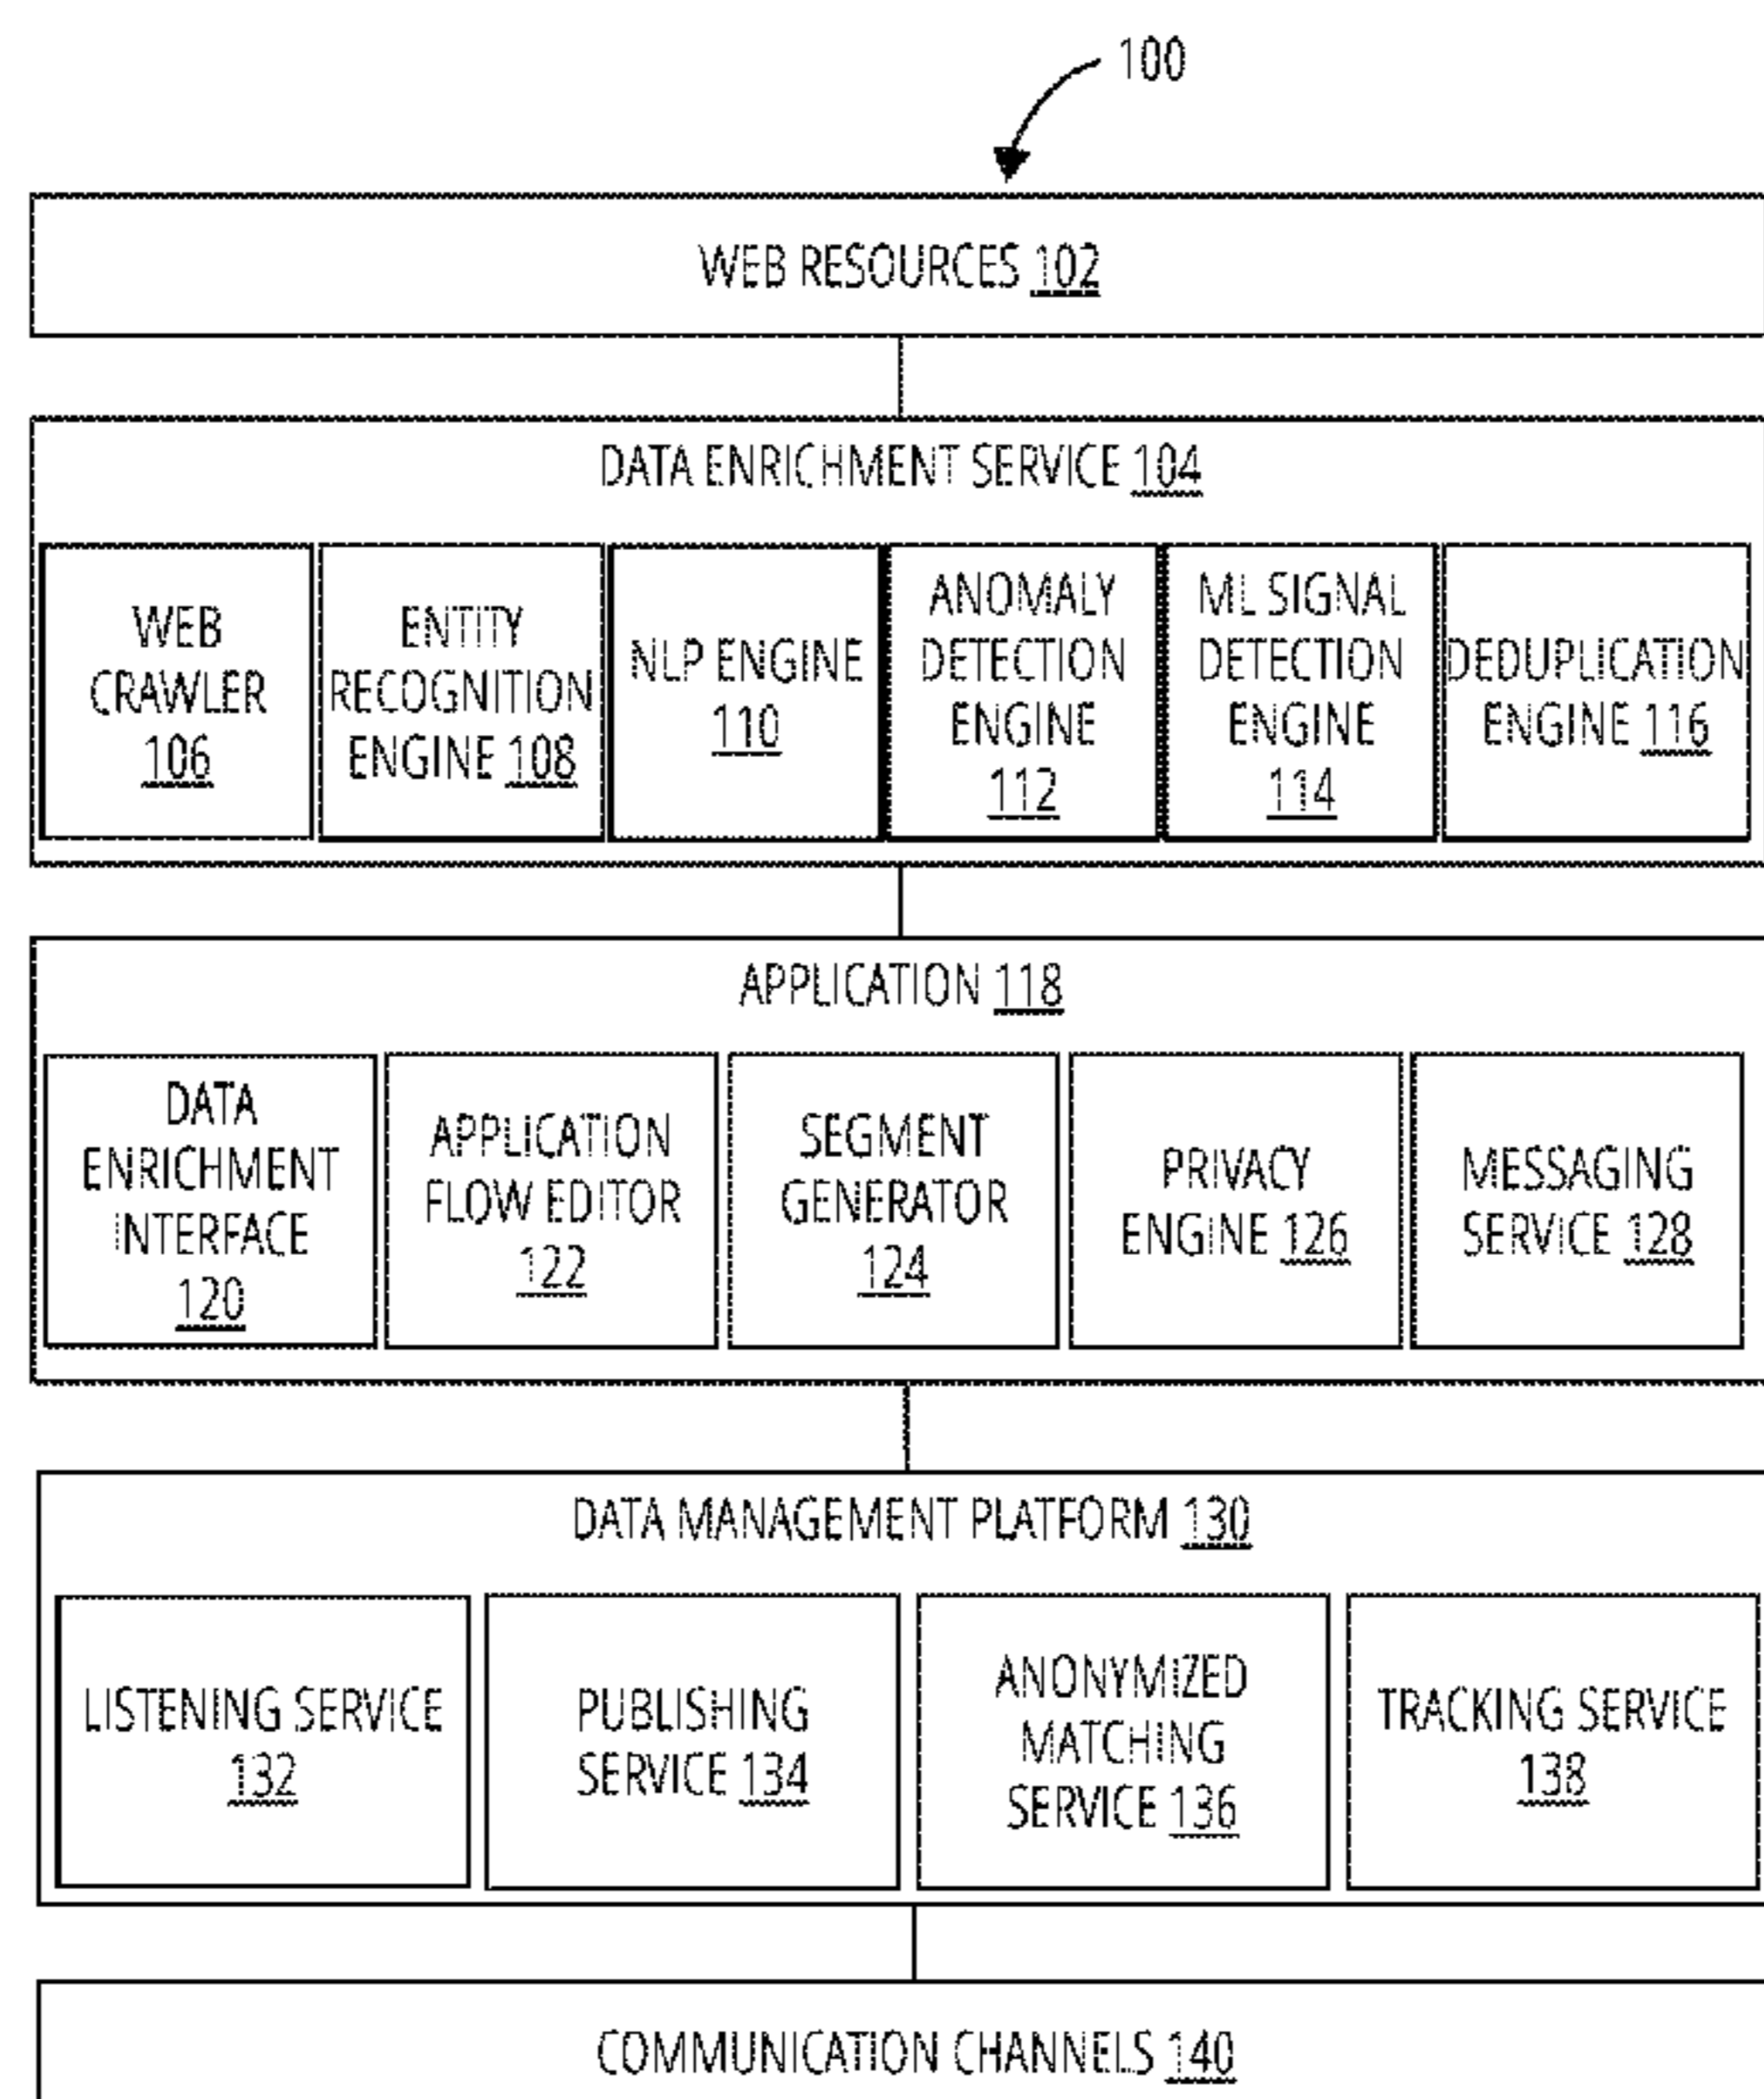 100
WEB RESOURCES 102
DATA ENRICHMENT SERVICE 104
WEB
CRAWLER
106
ENTITY
RECOGNITION
ENGINE 108
NLP ENGINE
110
ANOMALY
DETECTION
ENGINE
112
ML SIGNAL
DETECTION
ENGINE
114
DEDUPLICATION
ENGINE 116
APPLICATION 118
DATA
ENRICHMENT
INTERFACE
120
APPLICATION
FLOW EDITOR
122
SEGMENT
GENERATOR
124
PRIVACY
ENGINE 126
MESSAGING
SERVICE 128
DATA MANAGEMENT PLATFORM 130
LISTENING SERVICE
132
PUBLISHING
SERVICE 134
ANONYMIZED
MATCHING
SERVICE 136
TRACKING SERVICE
138
COMMUNICATION CHANNELS 140